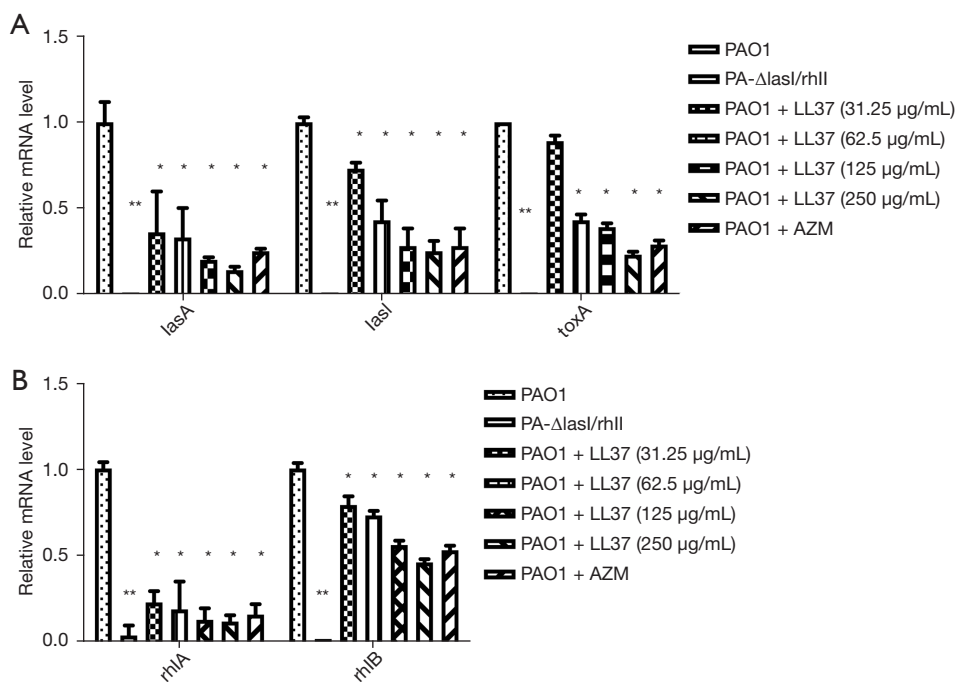 A
1.5
1.0
0.5
0.0
Relative mRNA level
**
*
*
*
*
*
**
*
*
*
*
*
**
*
*
*
*
lasA
lasI
toxA
PAO1
PA-ΔlasI/rhlI
PAO1 + LL37 (31.25 μg/mL)
PAO1 + LL37 (62.5 μg/mL)
PAO1 + LL37 (125 μg/mL)
PAO1 + LL37 (250 μg/mL)
PAO1 + AZM
B
1.5
1.0
0.5
0.0
Relative mRNA level
**
*
*
*
*
*
**
*
*
*
*
*
rhlA
rhlB
PAO1
PA-ΔlasI/rhlI
PAO1 + LL37 (31.25 μg/mL)
PAO1 + LL37 (62.5 μg/mL)
PAO1 + LL37 (125 μg/mL)
PAO1 + LL37 (250 μg/mL)
PAO1 + AZM